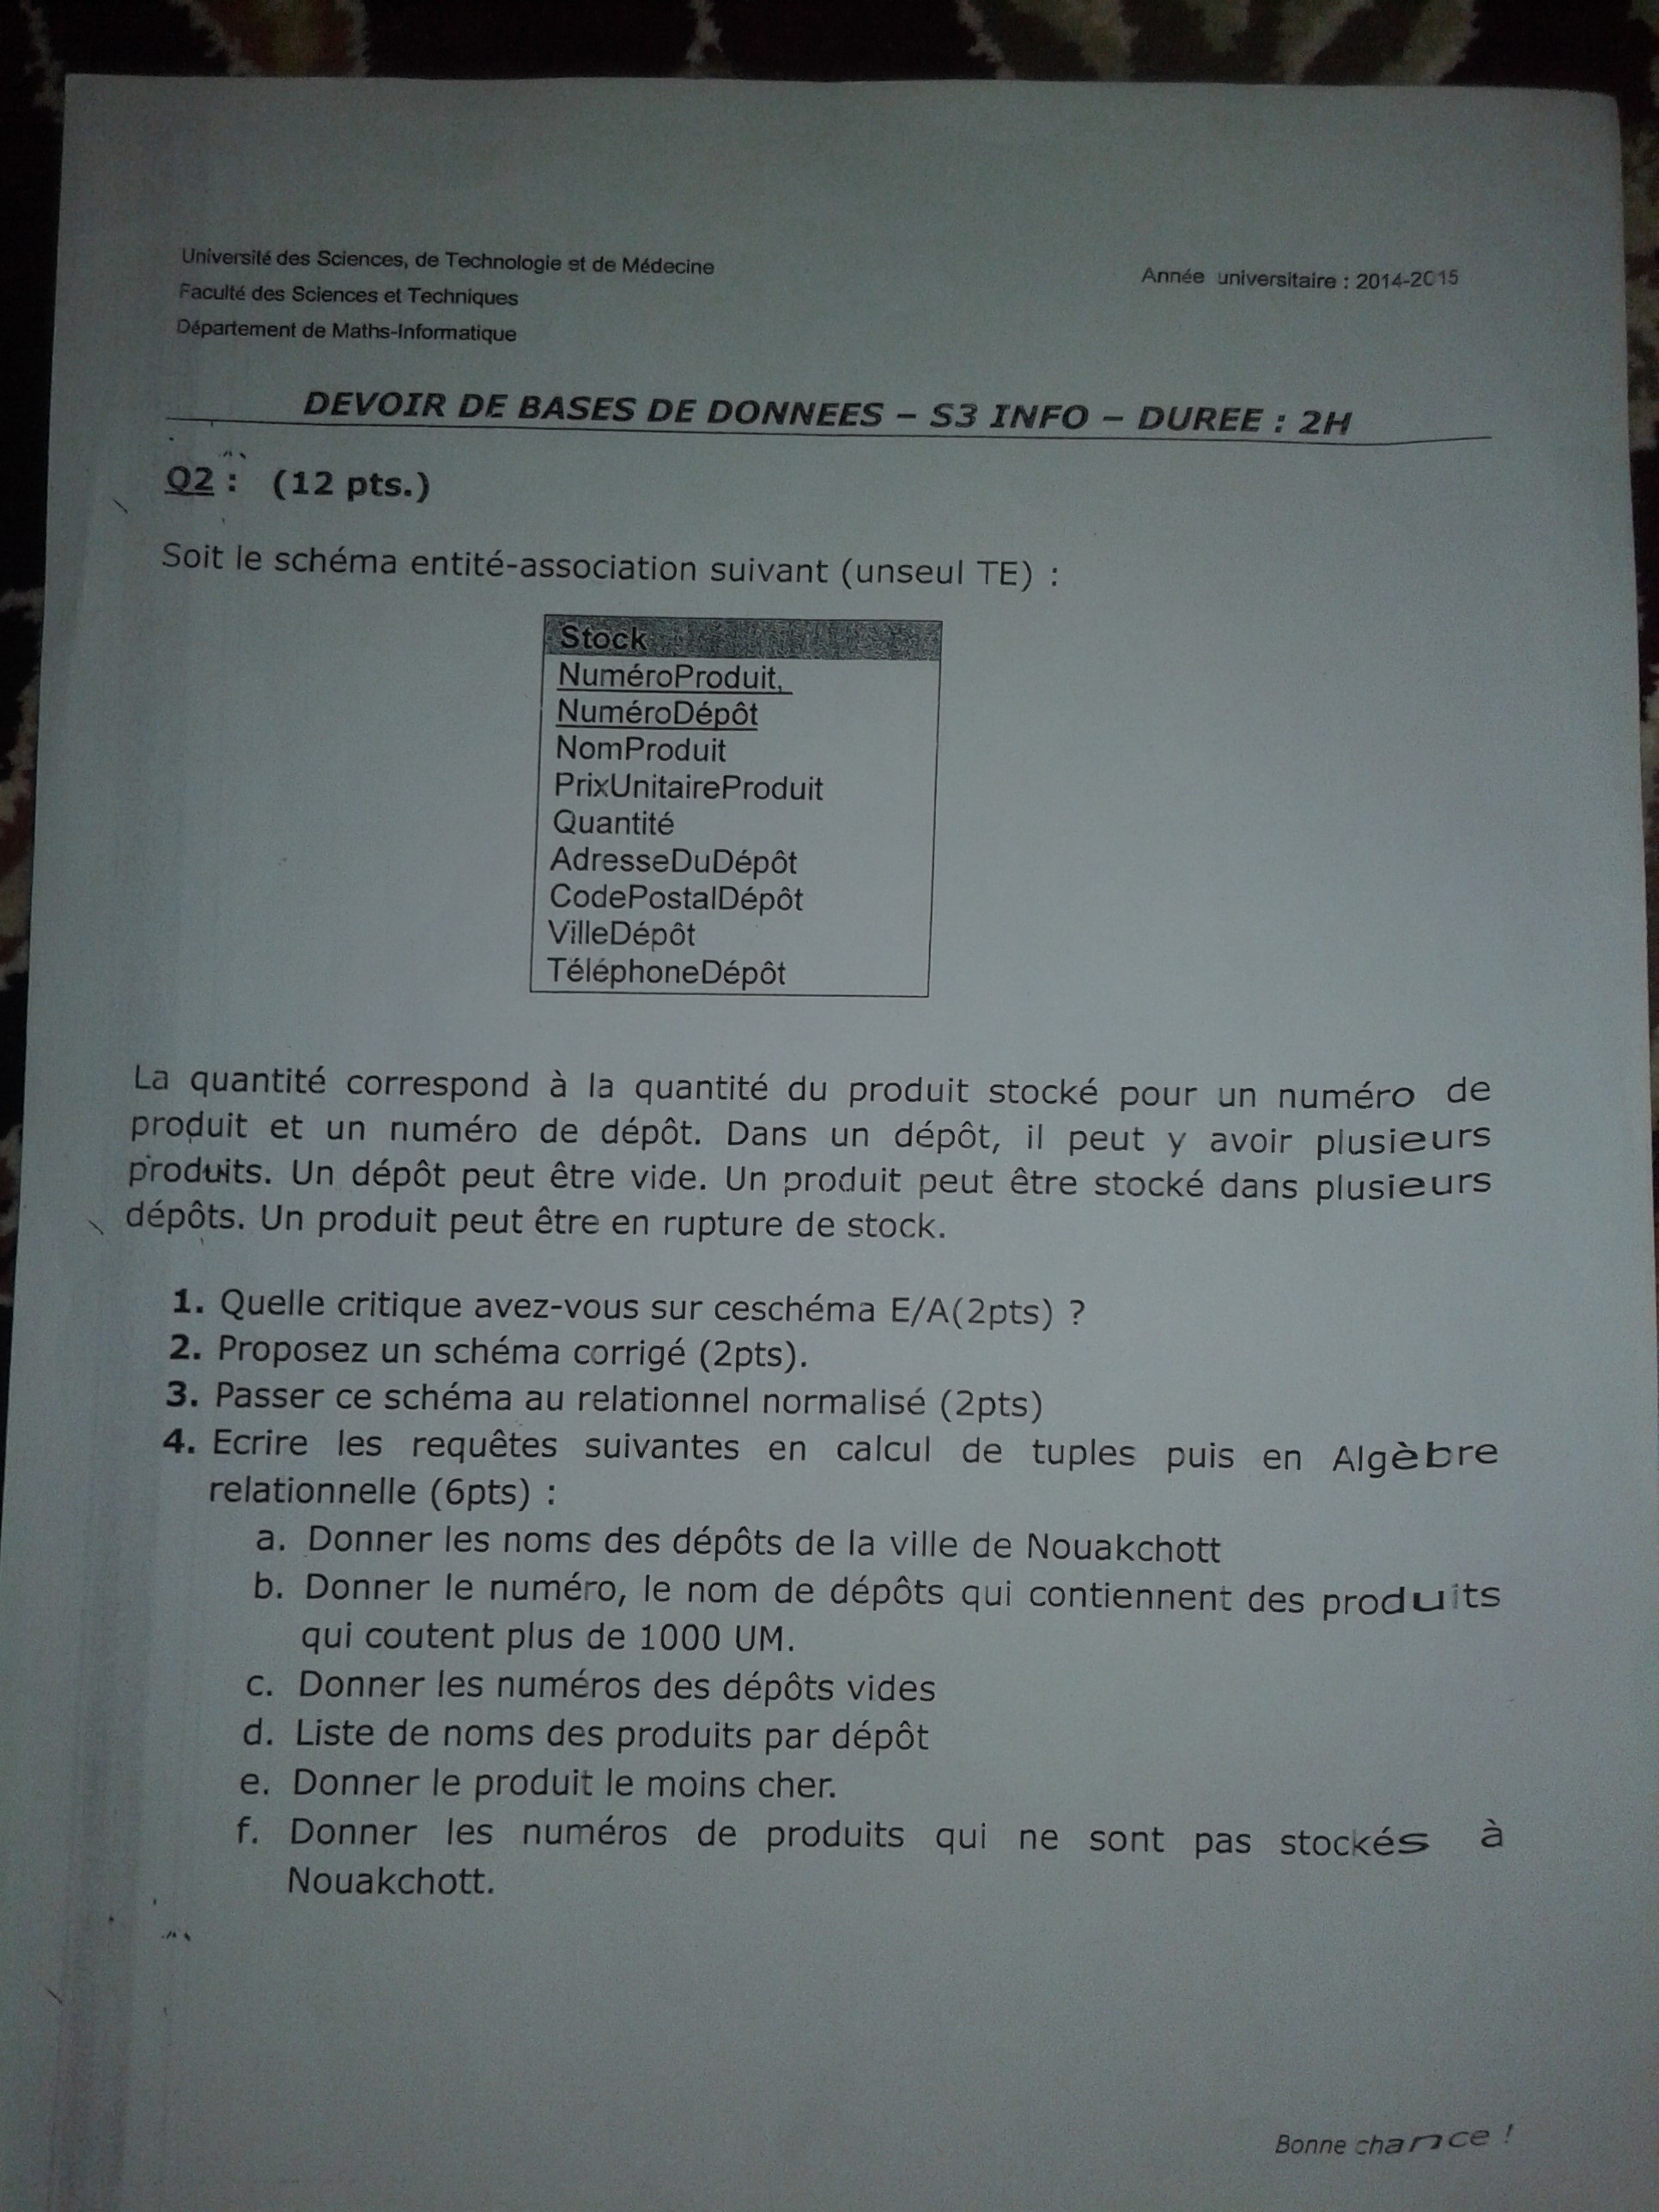 Université des Sciences, de Technologie et de Médecine
Année universitaire : 2014-2015
Faculté des Sciences et Techniques
Département de Maths-Informatique
DEVOIR DE BASES DE DONNEES – S3 INFO – DUREE : 2H
Q2 : (12 pts.)
Soit le schéma entité-association suivant (unseul TE) :
Stock
NuméroProduit,
NuméroDépôt
NomProduit
PrixUnitaireProduit
Quantité
AdresseDuDépôt
CodePostalDépôt
VilleDépôt
TéléphoneDépôt
La quantité correspond à la quantité du produit stocké pour un numéro de
produit et un numéro de dépôt. Dans un dépôt, il peut y avoir plusieurs
produits. Un dépôt peut être vide. Un produit peut être stocké dans plusieurs
dépôts. Un produit peut être en rupture de stock.
1. Quelle critique avez-vous sur ceschéma E/A(2pts) ?
2. Proposez un schéma corrigé (2pts).
3. Passer ce schéma au relationnel normalisé (2pts)
4. Ecrire les requêtes suivantes en calcul de tuples puis en Algèbre
relationnelle (6pts) :
a. Donner les noms des dépôts de la ville de Nouakchott
b. Donner le numéro, le nom de dépôts qui contiennent des produits
qui coutent plus de 1000 UM.
c. Donner les numéros des dépôts vides
d. Liste de noms des produits par dépôt
e. Donner le produit le moins cher.
f. Donner les numéros de produits qui ne sont pas stockés à
Nouakchott.
Bonne chance !